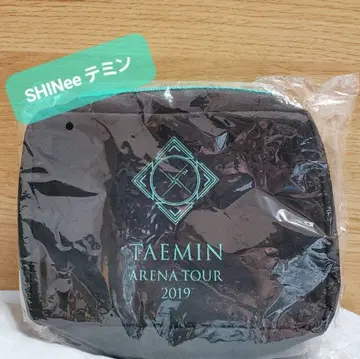 SHINee テミン
TAEMIN
ARENA TOUR
2019